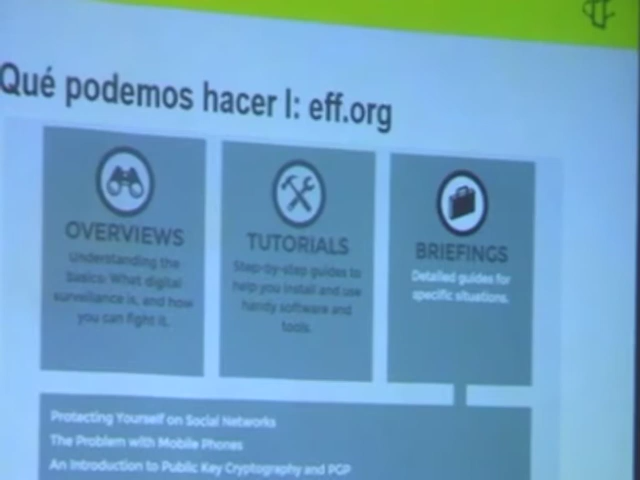 Qué podemos hacer I: eff.org
OVERVIEWS
Understanding the
basics: What digital
surveillance is, and how
you can fight it.
TUTORIALS
Step-by-step guides to
help you install and use
handy software and
tools.
BRIEFINGS
Detailed guides for
specific situations.
Protecting Yourself on Social Networks
The Problem with Mobile Phones
An Introduction to Public Key Cryptography and PGP